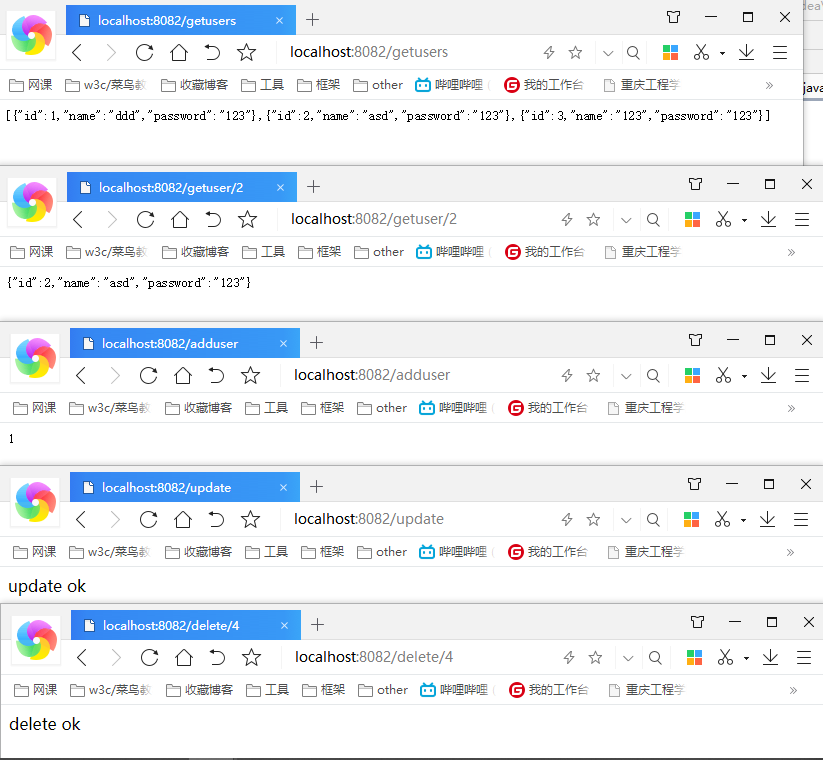 localhost:8082/getusers
localhost:8082/getusers
网课 w3c/菜鸟教 收藏博客 工具 框架 other 哔哩哔哩 我的工作台 重庆工程学
java
[{"id":1,"name":"ddd","password":"123"},{"id":2,"name":"asd","password":"123"},{"id":3,"name":"123","password":"123"}]
localhost:8082/getuser/2
localhost:8082/getuser/2
网课 w3c/菜鸟教 收藏博客 工具 框架 other 哔哩哔哩 我的工作台 重庆工程学
{"id":2,"name":"asd","password":"123"}
localhost:8082/adduser
localhost:8082/adduser
网课 w3c/菜鸟教 收藏博客 工具 框架 other 哔哩哔哩 我的工作台 重庆工程学
1
localhost:8082/update
localhost:8082/update
网课 w3c/菜鸟教 收藏博客 工具 框架 other 哔哩哔哩 我的工作台 重庆工程学
update ok
localhost:8082/delete/4
localhost:8082/delete/4
网课 w3c/菜鸟教 收藏博客 工具 框架 other 哔哩哔哩 我的工作台 重庆工程学
delete ok